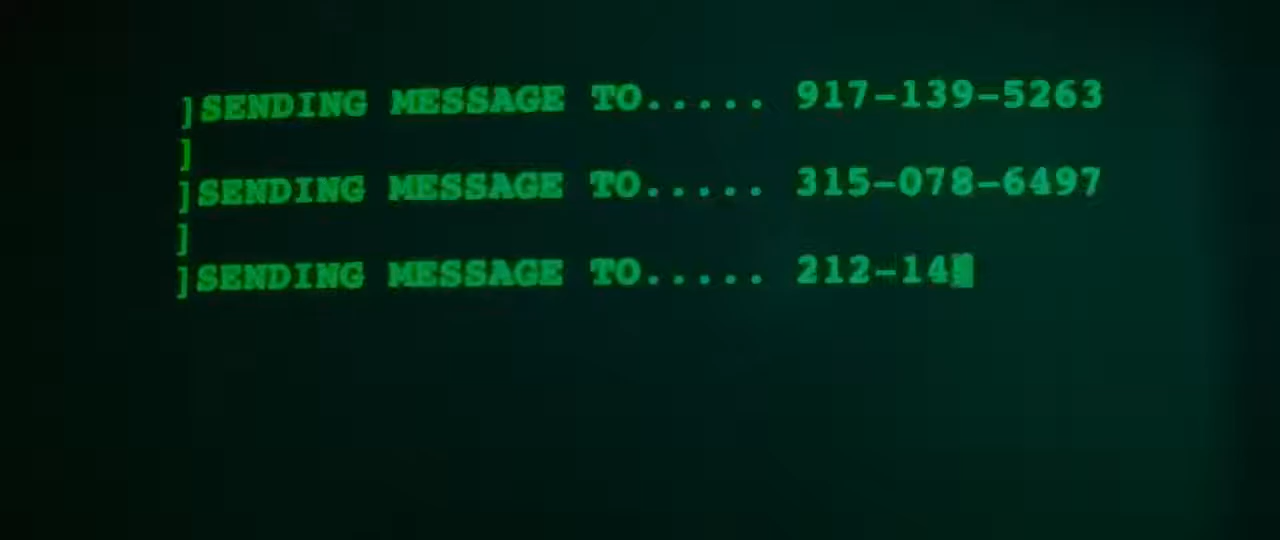 ]SENDING MESSAGE TO..... 917-139-5263
]
]SENDING MESSAGE TO..... 315-078-6497
]
]SENDING MESSAGE TO..... 212-14